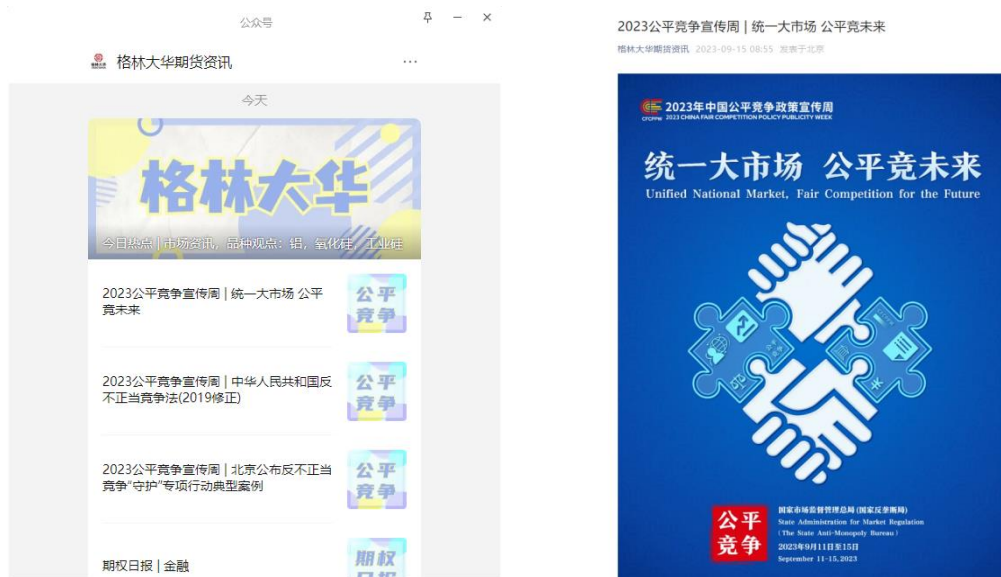 公众号
格林大华期货资讯
今天
格林大华
今日热点 | 市场资讯，品种观点：铝，氧化硅，工业硅
2023公平竞争宣传周 | 统一大市场 公平
竞未来
公平
竞争
2023公平竞争宣传周 | 中华人民共和国反
不正当竞争法(2019修正)
公平
竞争
2023公平竞争宣传周 | 北京公布反不正当
竞争“守护”专项行动典型案例
公平
竞争
期权日报 | 金融
期权
日报
2023公平竞争宣传周 | 统一大市场 公平竞未来
格林大华期货资讯 2023-09-15 08:55 发表于北京
CFCPPW
2023年中国公平竞争政策宣传周
2023 CHINA FAIR COMPETITION POLICY PUBLICITY WEEK
统一大市场 公平竞未来
Unified National Market, Fair Competition for the Future
公平
竞争
国家市场监督管理总局 (国家反垄断局)
State Administration for Market Regulation
(The State Anti-Monopoly Bureau)
2023年9月11日至15日
September 11-15, 2023